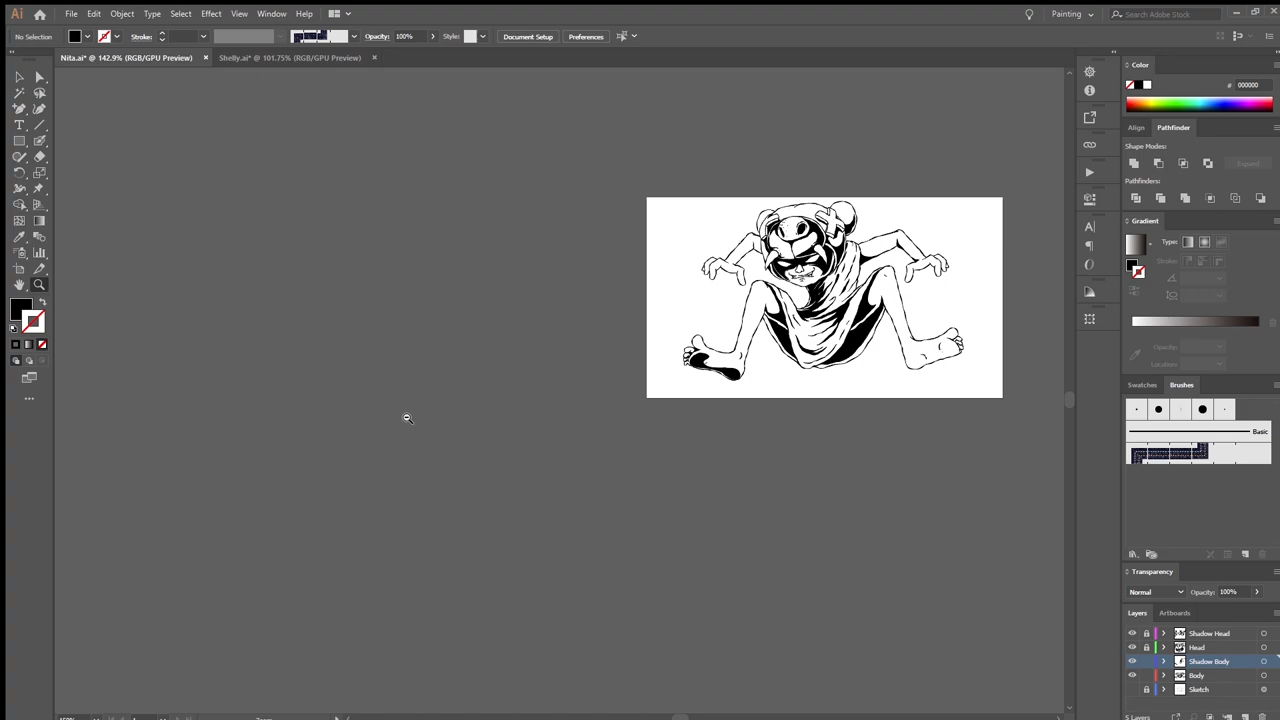 Ai File Edit Object Type Select Effect View Window Help Painting Search Adobe Stock
No Selection Stroke: Opacity: 100% Style: Document Setup Preferences
Nita.ai* @ 142.9% (RGB/GPU Preview) × Shelly.ai* @ 101.75% (RGB/GPU Preview) ×
Color
# 000000
Align Pathfinder
Shape Modes:
Expand
Pathfinders:
Gradient
Type:
Stroke:
Opacity:
Location:
Swatches Brushes
Basic
Transparency
Normal Opacity: 100%
Layers Artboards
Shadow Head
Head
Shadow Body
Body
Sketch
5 Layers